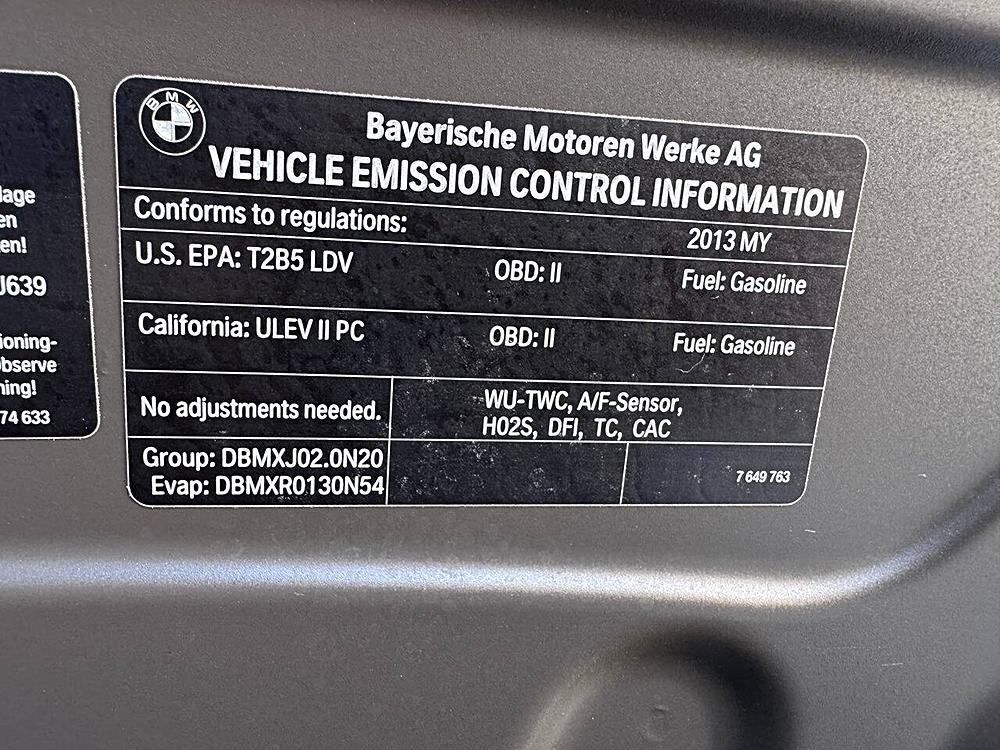 BMW
Bayerische Motoren Werke AG
VEHICLE EMISSION CONTROL INFORMATION
Conforms to regulations: 2013 MY
U.S. EPA: T2B5 LDV OBD: II Fuel: Gasoline
California: ULEV II PC OBD: II Fuel: Gasoline
No adjustments needed.
WU-TWC, A/F-Sensor,
H02S, DFI, TC, CAC
Group: DBMXJ02.0N20
Evap: DBMXR0130N54
7 649 763
lage
en
en!
J639
ioning-
observe
ning!
74 633